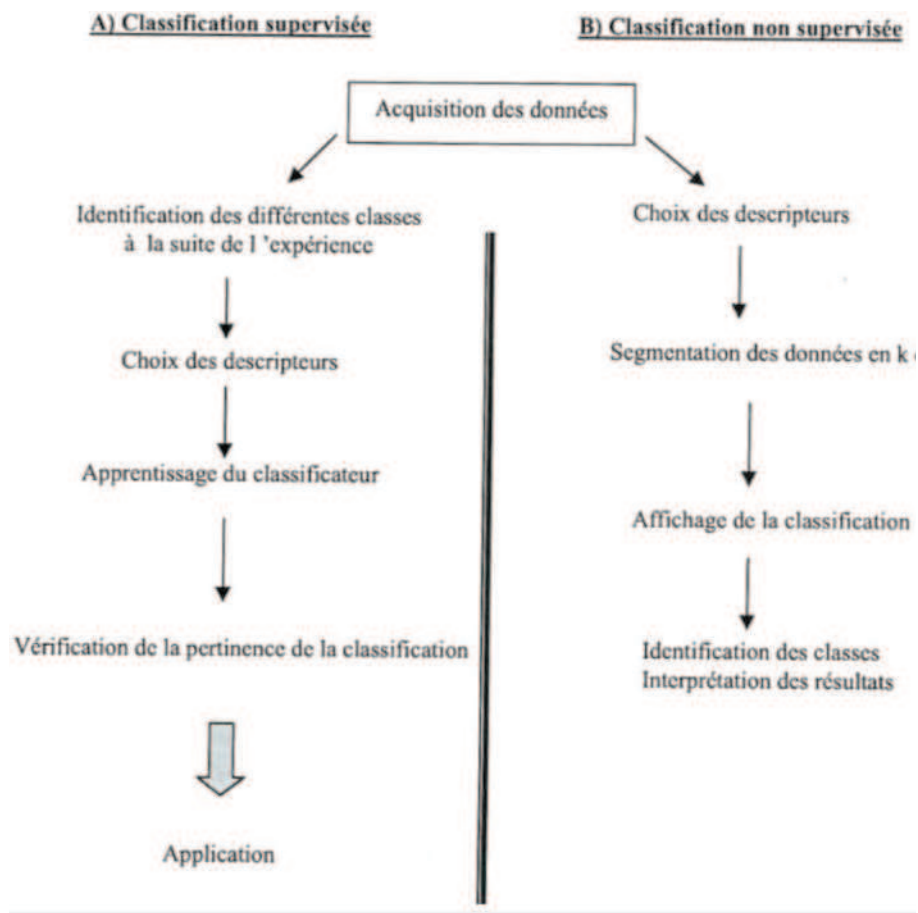 A) Classification supervisée
B) Classification non supervisée
Acquisition des données
Identification des différentes classes
à la suite de l 'expérience
Choix des descripteurs
Apprentissage du classificateur
Vérification de la pertinence de la classification
Application
Choix des descripteurs
Segmentation des données en k
Affichage de la classification
Identification des classes
Interprétation des résultats